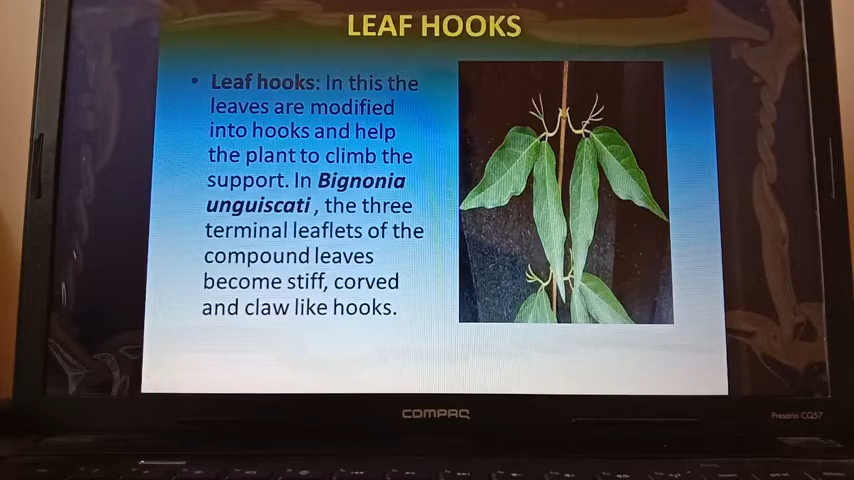 LEAF HOOKS
• Leaf hooks: In this the
leaves are modified
into hooks and help
the plant to climb the
support. In Bignonia
unguiscati , the three
terminal leaflets of the
compound leaves
become stiff, corved
and claw like hooks.
COMPAQ
Presario CQ57